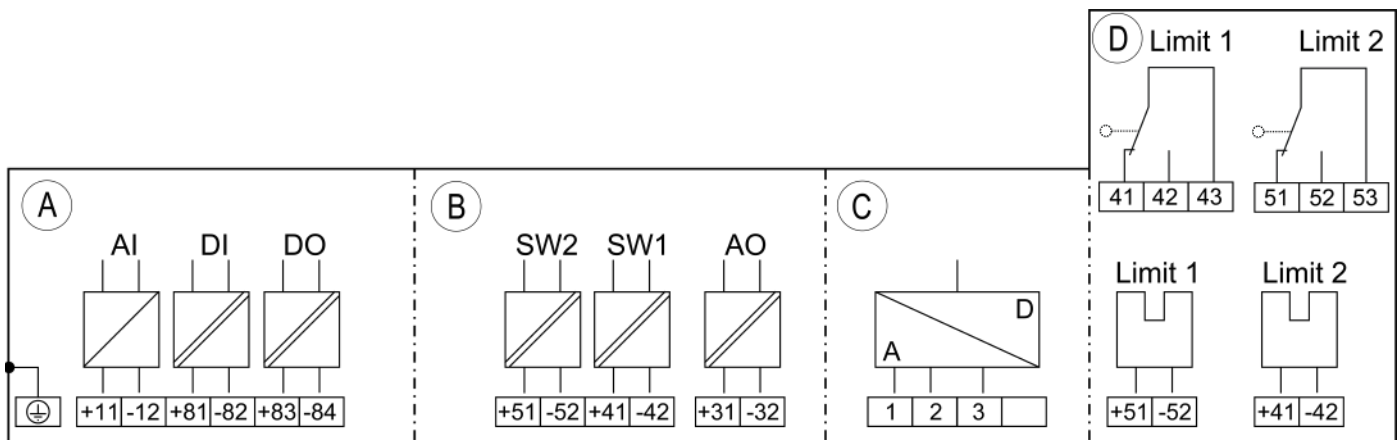 D Limit 1 Limit 2
41 42 43 51 52 53
A B C
AI DI DO SW2 SW1 AO Limit 1 Limit 2
D
A
+11 -12 +81 -82 +83 -84 +51 -52 +41 -42 +31 -32 1 2 3 +51 -52 +41 -42